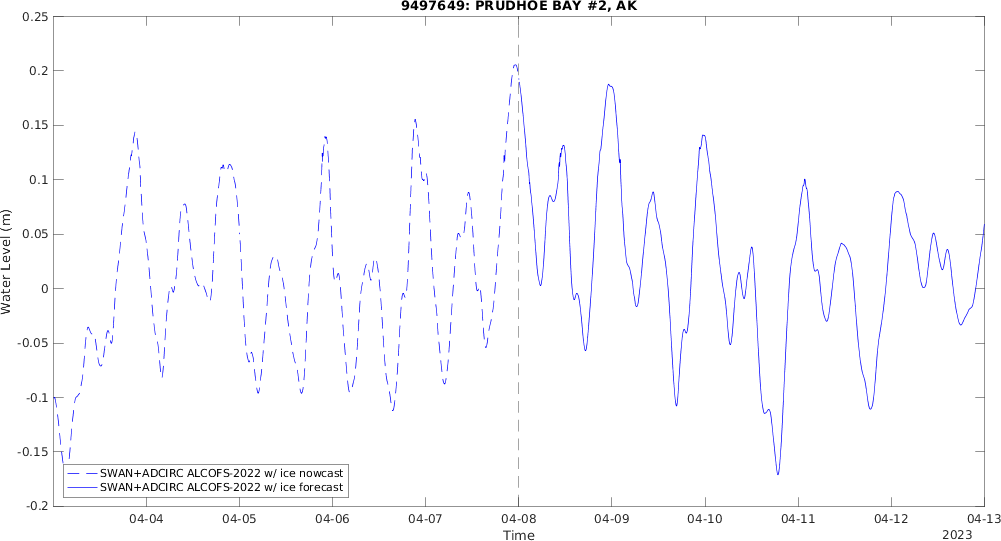 9497649: PRUDHOE BAY #2, AK
Water Level (m)
0.25
0.2
0.15
0.1
0.05
0
-0.05
-0.1
-0.15
-0.2
SWAN+ADCIRC ALCOFS-2022 w/ ice nowcast
SWAN+ADCIRC ALCOFS-2022 w/ ice forecast
04-04 04-05 04-06 04-07 04-08 04-09 04-10 04-11 04-12 04-13
Time
2023